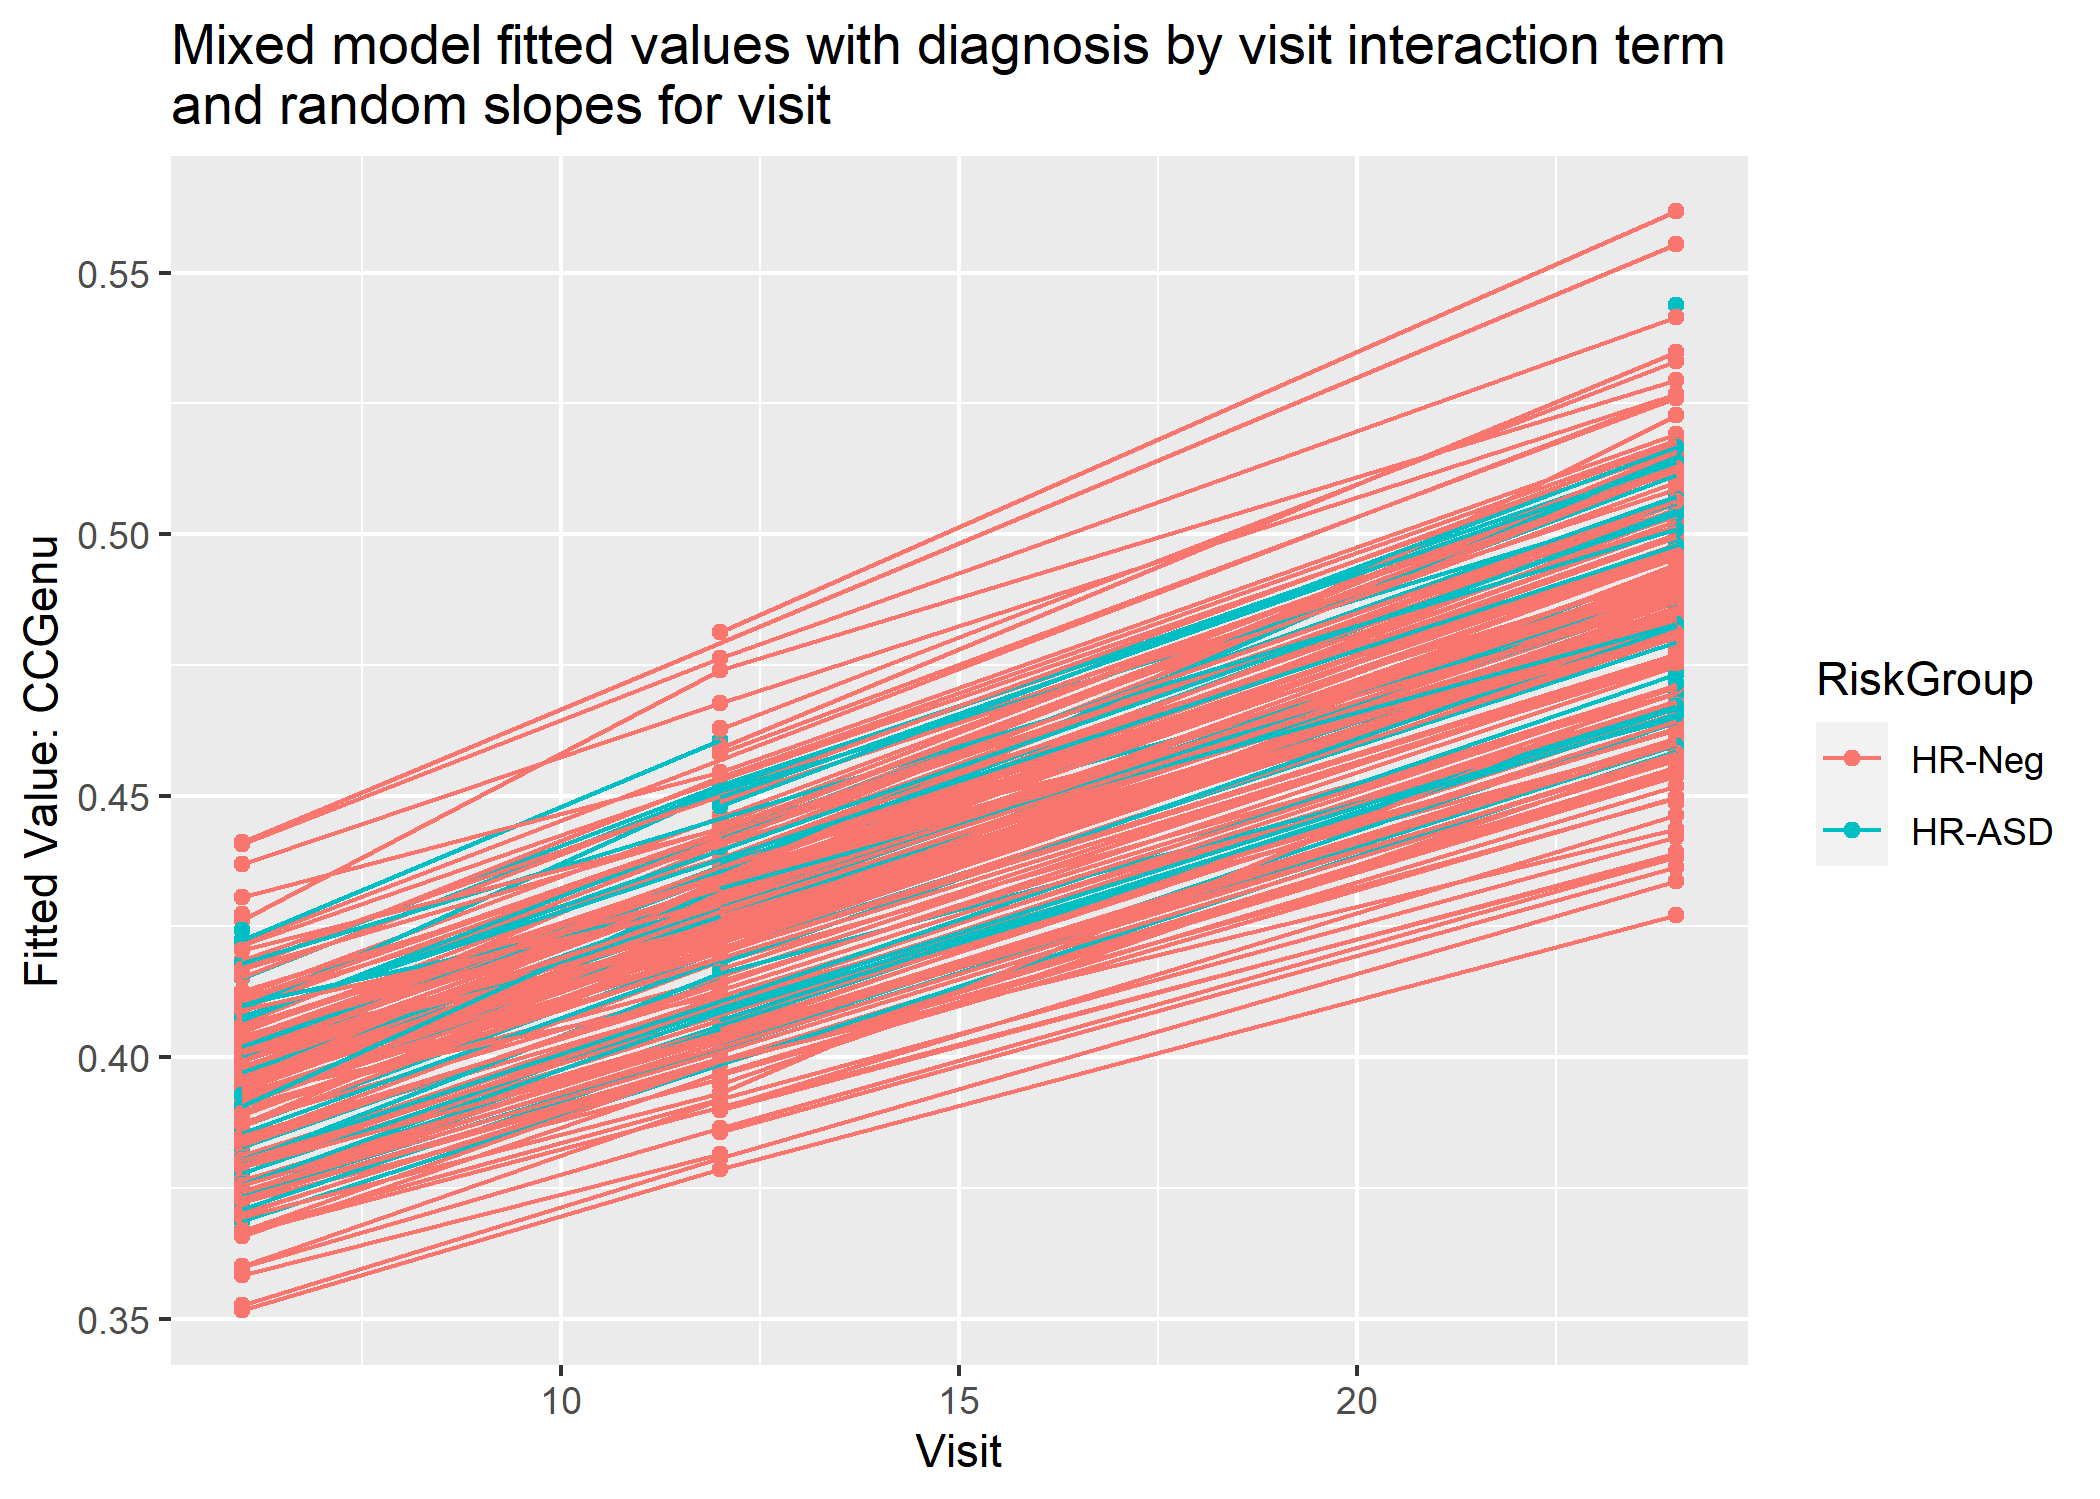 Mixed model fitted values with diagnosis by visit interaction term
and random slopes for visit
Fitted Value: CCGenu
0.55
0.50
0.45
0.40
0.35
10
15
20
Visit
RiskGroup
HR-Neg
HR-ASD